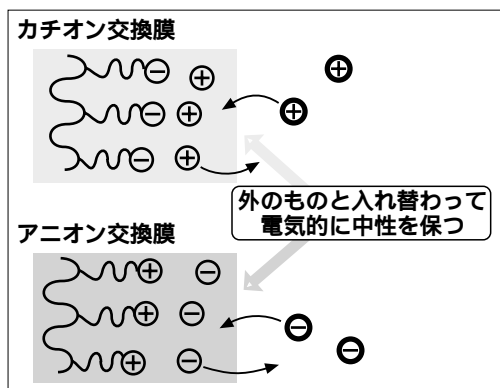 カチオン交換膜
外のものと入れ替わって
電気的に中性を保つ
アニオン交換膜